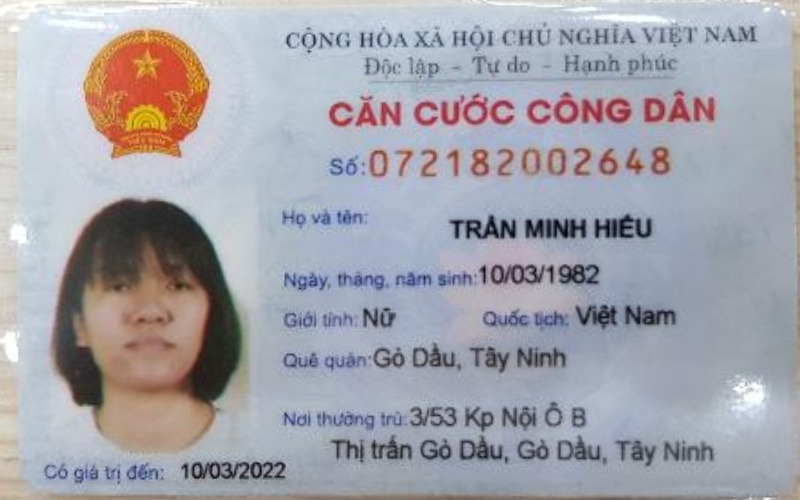 CỘNG HÒA XÃ HỘI CHỦ NGHĨA VIỆT NAM
Độc lập - Tự do - Hạnh phúc
CĂN CƯỚC CÔNG DÂN
Số: 072182002648
Họ và tên: TRẦN MINH HIẾU
Ngày, tháng, năm sinh: 10/03/1982
Giới tính: Nữ Quốc tịch: Việt Nam
Quê quán: Gò Dầu, Tây Ninh
Nơi thường trú: 3/53 Kp Nội Ô B
Thị trấn Gò Dầu, Gò Dầu, Tây Ninh
Có giá trị đến: 10/03/2022
VIỆT NAM